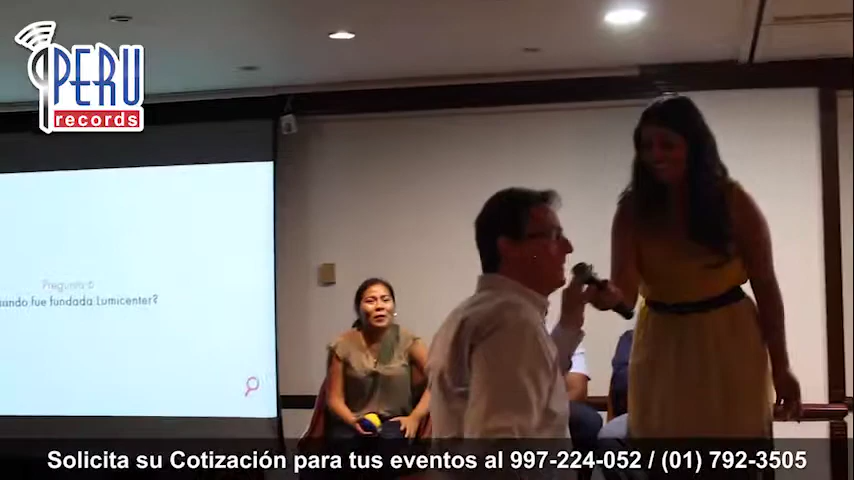 PERU
records
Pregunta 6
uando fue fundada Lumicenter?
Solicita su Cotización para tus eventos al 997-224-052 / (01) 792-3505